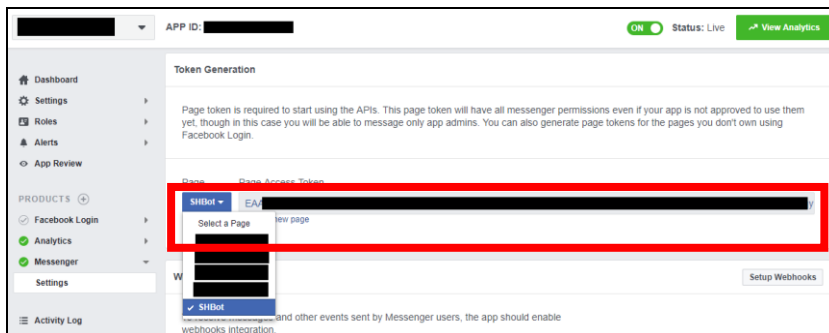 APP ID:
ON
Status: Live
View Analytics
Dashboard
Settings
Roles
Alerts
App Review
PRODUCTS
Facebook Login
Analytics
Messenger
Settings
Activity Log
Token Generation
Page token is required to start using the APIs. This page token will have all messenger permissions even if your app is not approved to use them
yet, though in this case you will be able to message only app admins. You can also generate page tokens for the pages you don't own using
Facebook Login.
Page Page Access Token
SHBot EAA y
new page
Select a Page
SHBot
W
Setup Webhooks
and other events sent by Messenger users, the app should enable
webhooks integration.